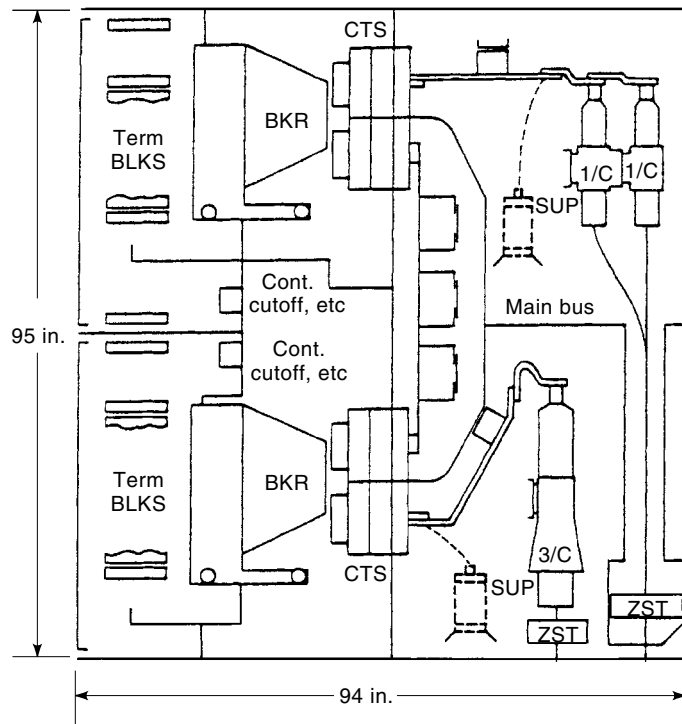 CTS
BKR
Term
BLKS
1/C
1/C
SUP
Cont.
cutoff, etc
Main bus
95 in.
Cont.
cutoff, etc
Term
BLKS
BKR
3/C
CTS
SUP
ZST
ZST
94 in.